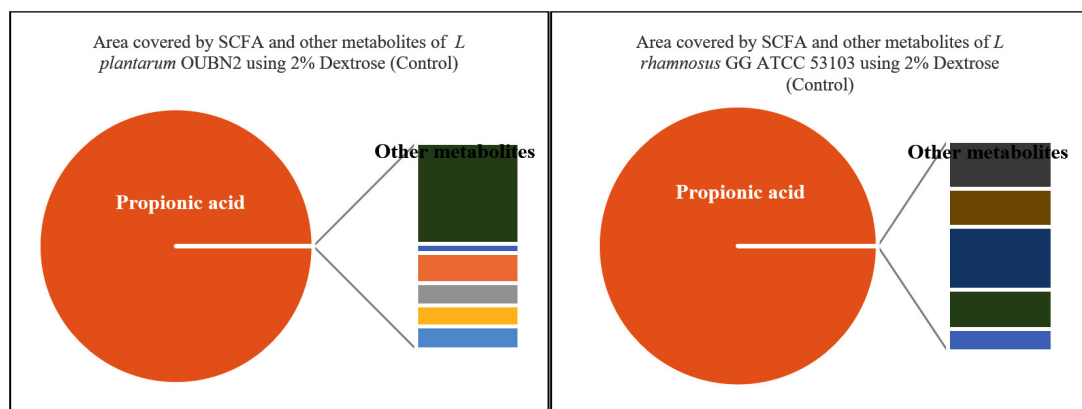 Area covered by SCFA and other metabolites of L
plantarum OUBN2 using 2% Dextrose (Control)
Other metabolites
Propionic acid
Area covered by SCFA and other metabolites of L
rhamnosus GG ATCC 53103 using 2% Dextrose
(Control)
Other metabolites
Propionic acid